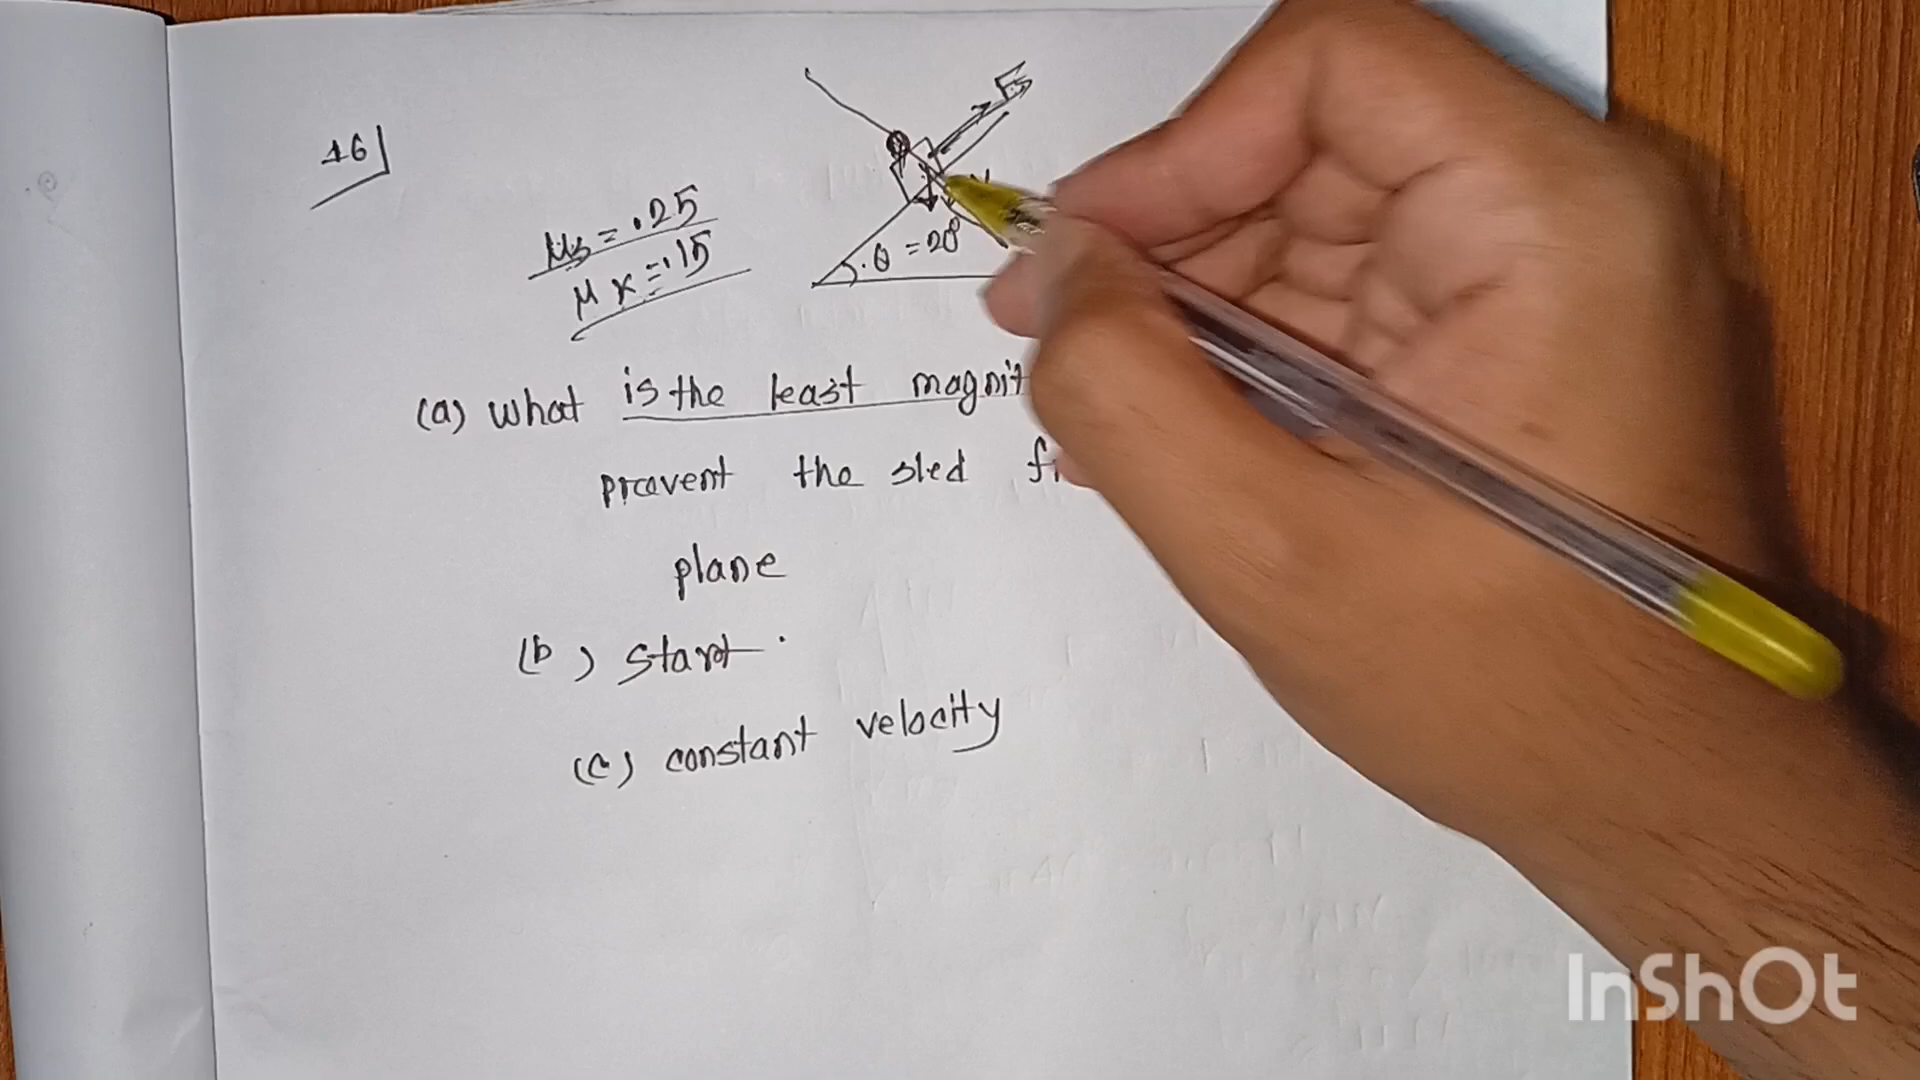 16
F
μs = .25
μk = .15
θ = 20°
(a) what is the least magnit
prevent the sled f
plane
(b) start
(c) constant velocity
InShOt